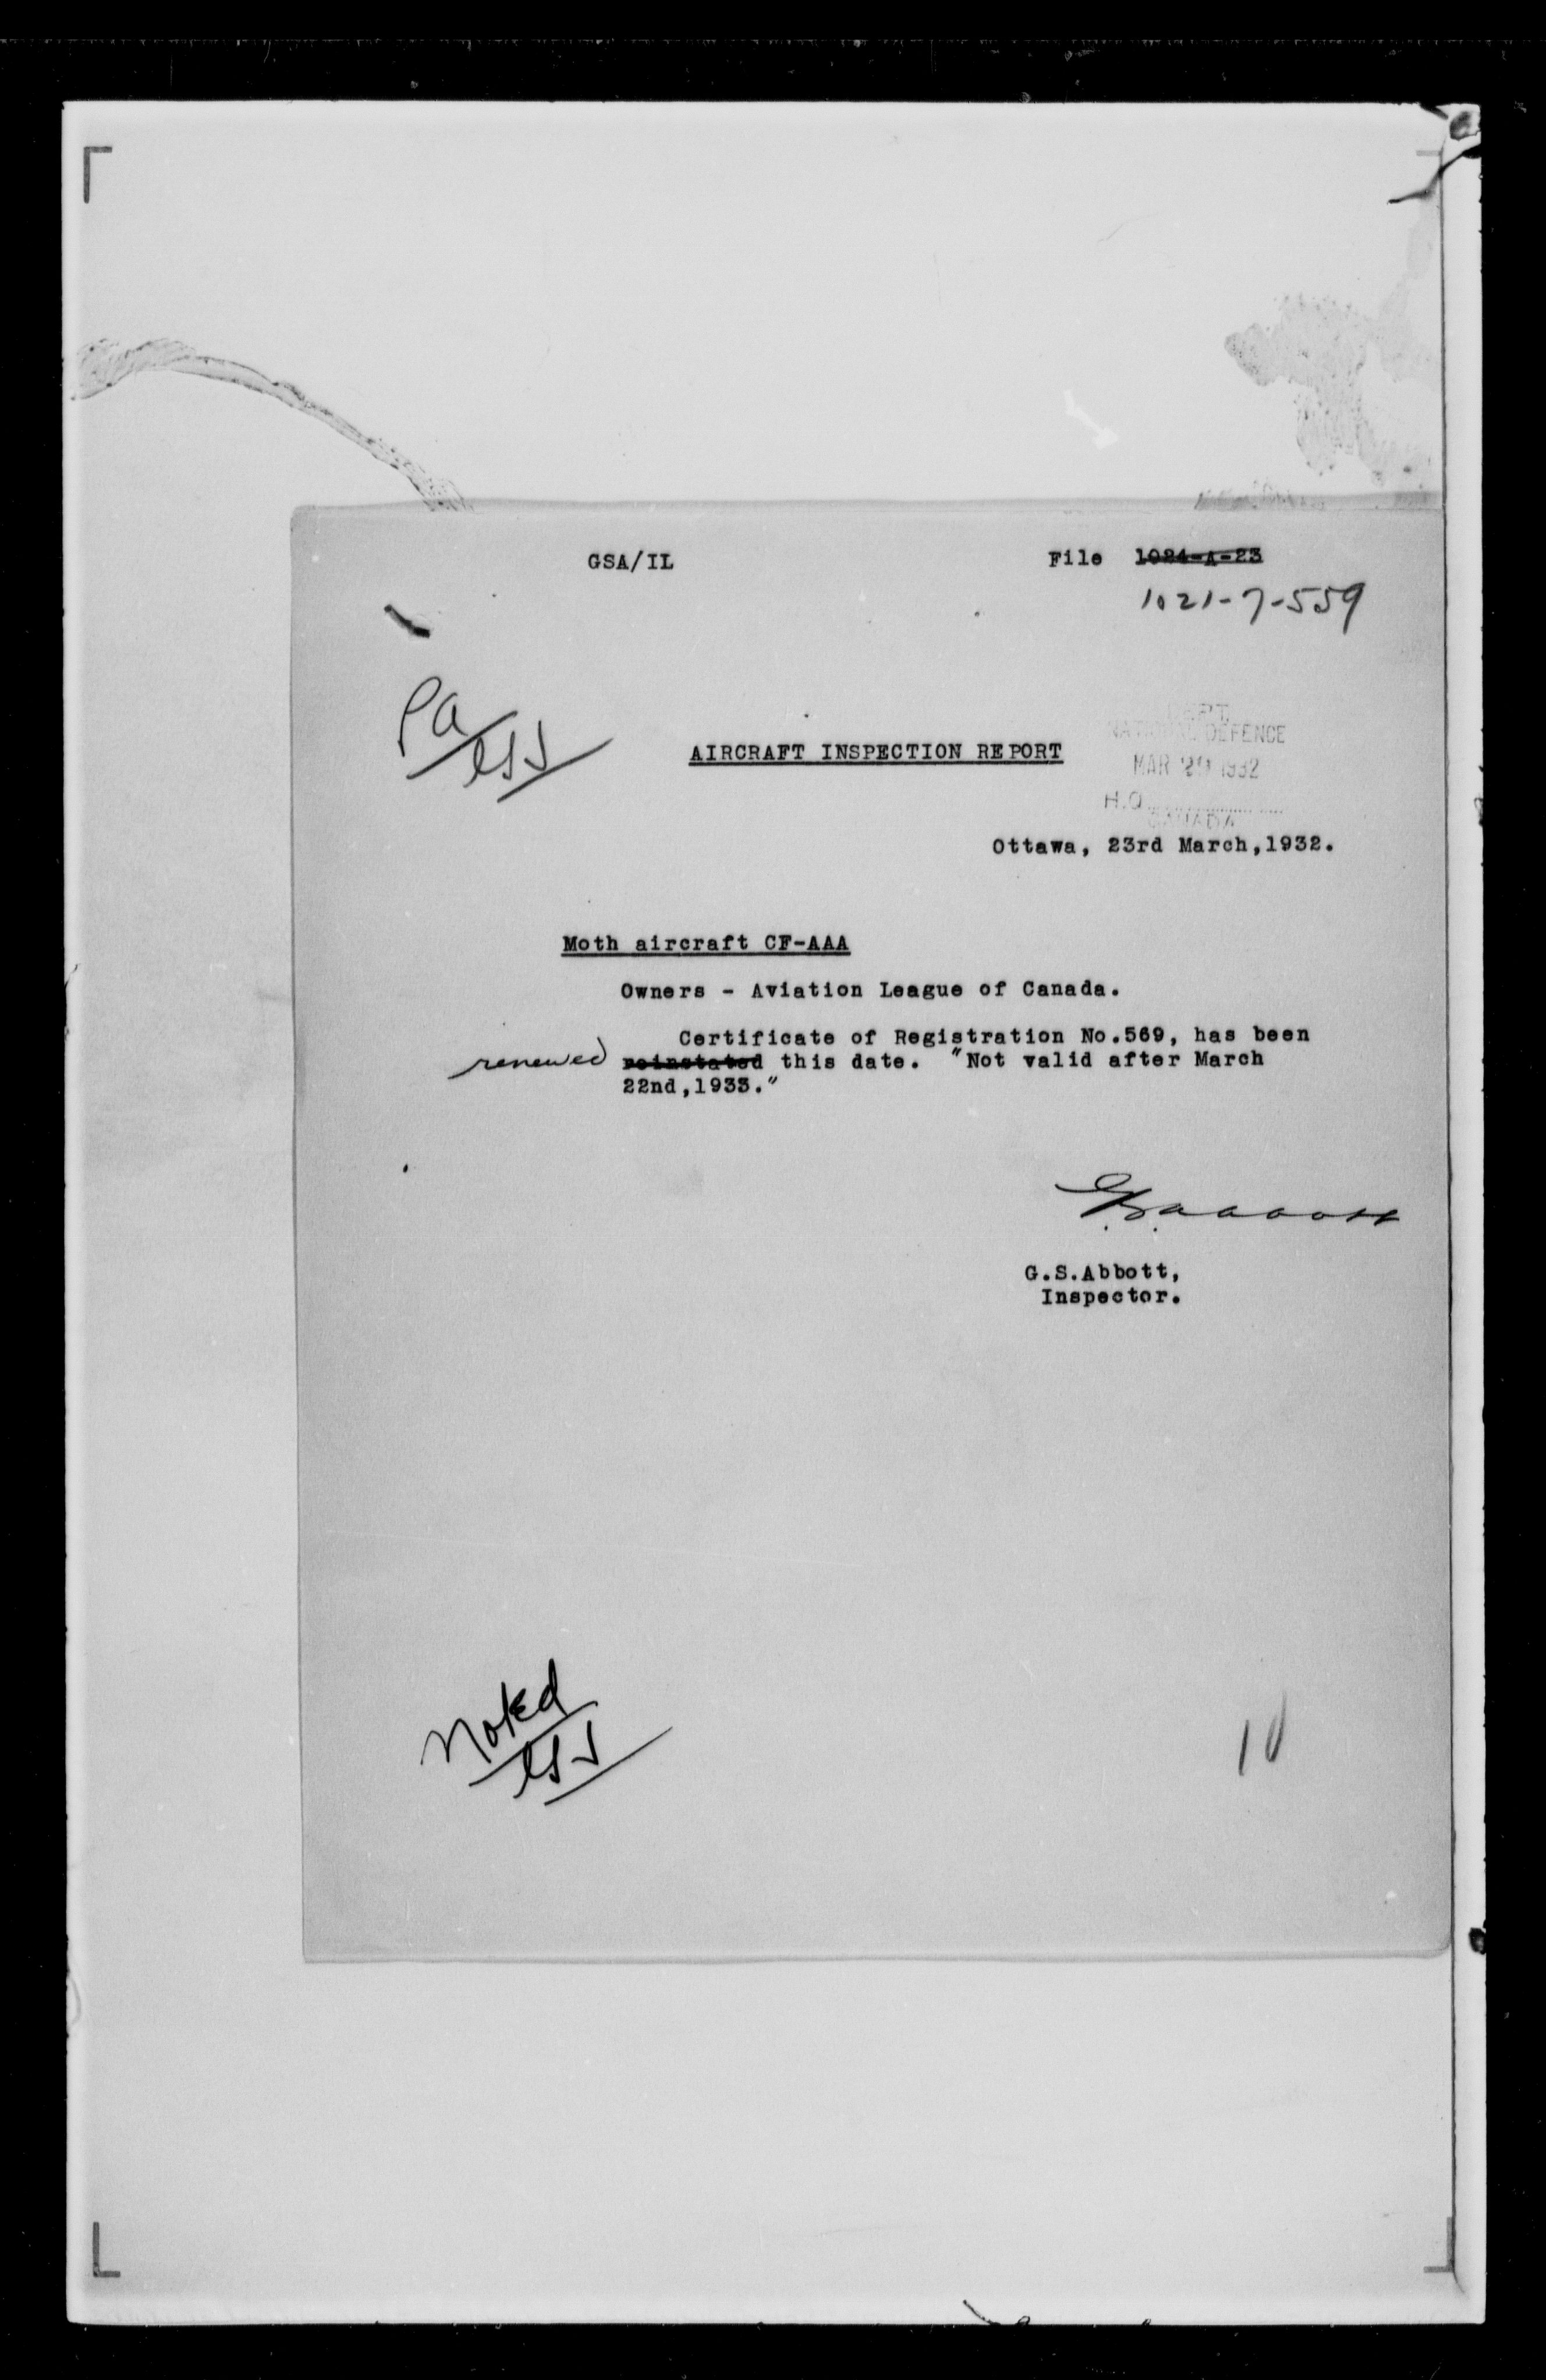 GSA/IL
File 1024-A-23
1021-7-559
Pa
AIRCRAFT INSPECTION REPORT
DEPT.
NATIONAL DEFENCE
MAR 29 1932
H.Q.
CANADA
Ottawa, 23rd March,1932.
Moth aircraft CF-AAA
Owners - Aviation League of Canada.
Certificate of Registration No.569, has been
renewed reinstated this date. "Not valid after March
22nd,1933."
G.S.Abbott,
Inspector.
Noted
10